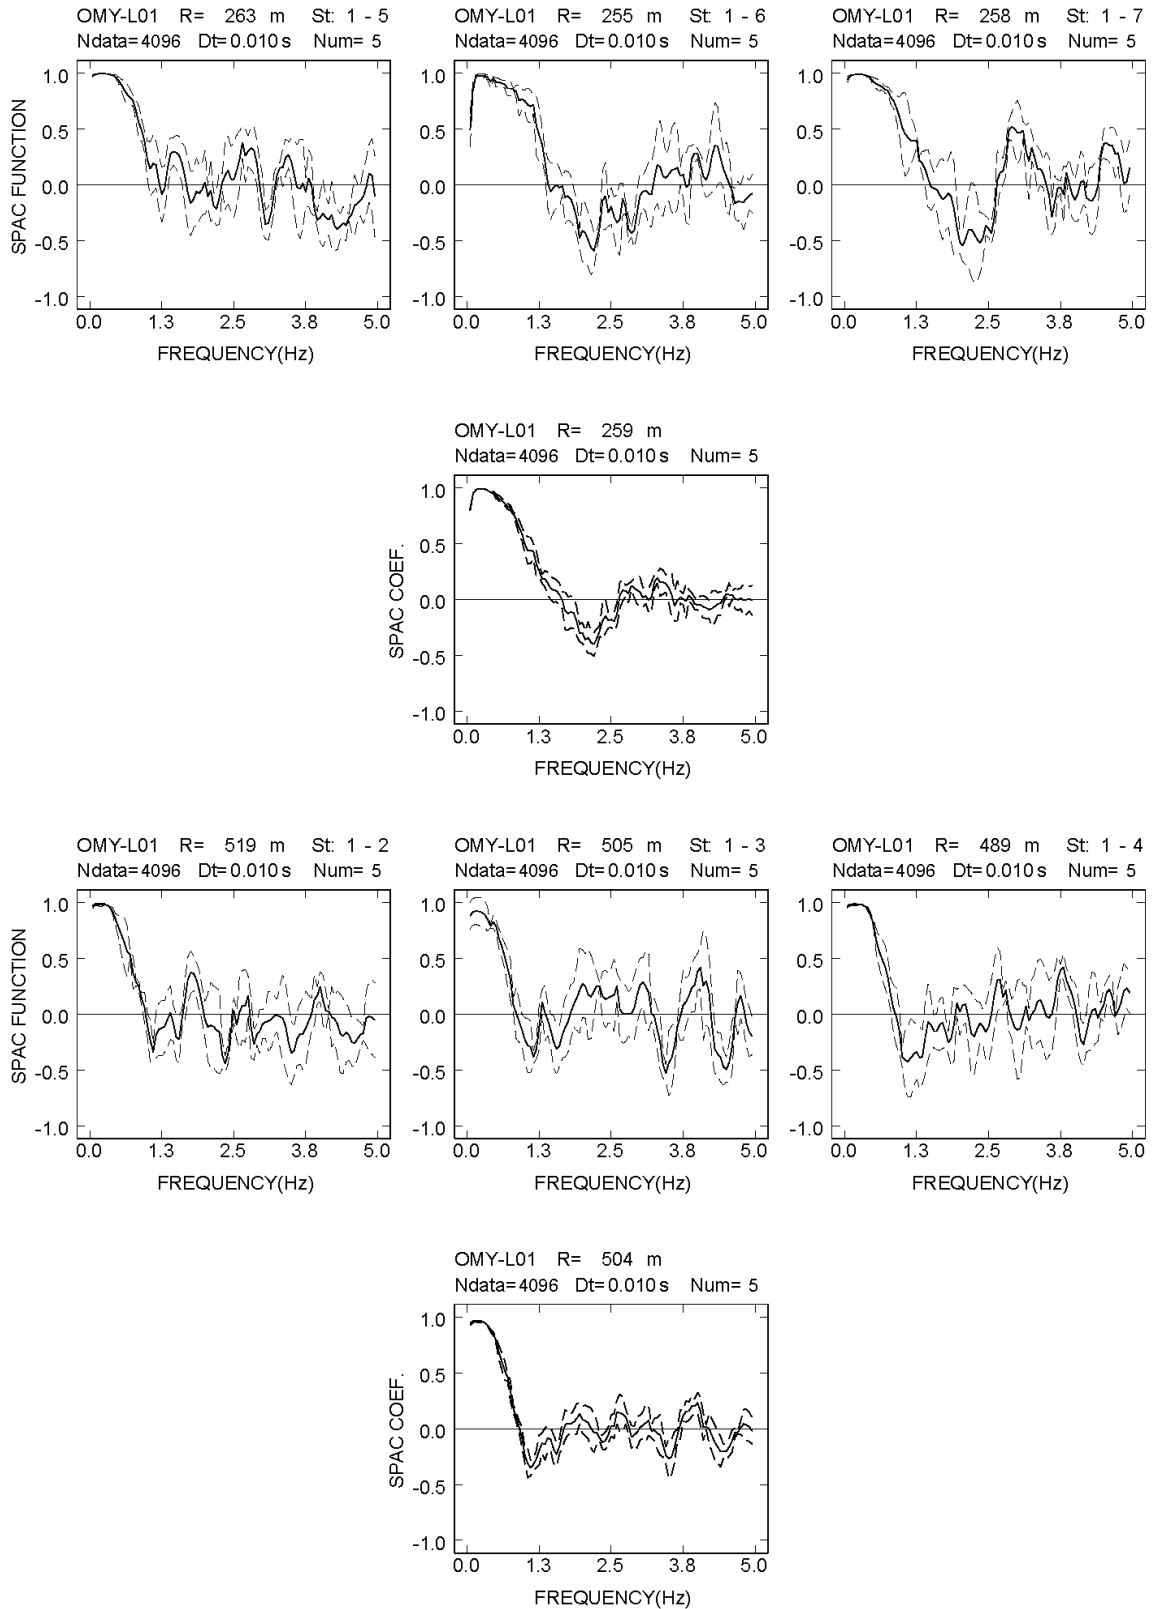 OMY-L01 R= 263 m St: 1 - 5
Ndata=4096 Dt=0.010 s Num= 5
SPAC FUNCTION
1.0
0.5
0.0
-0.5
-1.0
0.0 1.3 2.5 3.8 5.0
FREQUENCY(Hz)
OMY-L01 R= 255 m St: 1 - 6
Ndata=4096 Dt=0.010 s Num= 5
1.0
0.5
0.0
-0.5
-1.0
0.0 1.3 2.5 3.8 5.0
FREQUENCY(Hz)
OMY-L01 R= 258 m St: 1 - 7
Ndata=4096 Dt=0.010 s Num= 5
1.0
0.5
0.0
-0.5
-1.0
0.0 1.3 2.5 3.8 5.0
FREQUENCY(Hz)
OMY-L01 R= 259 m
Ndata=4096 Dt=0.010 s Num= 5
SPAC COEF.
1.0
0.5
0.0
-0.5
-1.0
0.0 1.3 2.5 3.8 5.0
FREQUENCY(Hz)
OMY-L01 R= 519 m St: 1 - 2
Ndata=4096 Dt=0.010 s Num= 5
SPAC FUNCTION
1.0
0.5
0.0
-0.5
-1.0
0.0 1.3 2.5 3.8 5.0
FREQUENCY(Hz)
OMY-L01 R= 505 m St: 1 - 3
Ndata=4096 Dt=0.010 s Num= 5
1.0
0.5
0.0
-0.5
-1.0
0.0 1.3 2.5 3.8 5.0
FREQUENCY(Hz)
OMY-L01 R= 489 m St: 1 - 4
Ndata=4096 Dt=0.010 s Num= 5
1.0
0.5
0.0
-0.5
-1.0
0.0 1.3 2.5 3.8 5.0
FREQUENCY(Hz)
OMY-L01 R= 504 m
Ndata=4096 Dt=0.010 s Num= 5
SPAC COEF.
1.0
0.5
0.0
-0.5
-1.0
0.0 1.3 2.5 3.8 5.0
FREQUENCY(Hz)